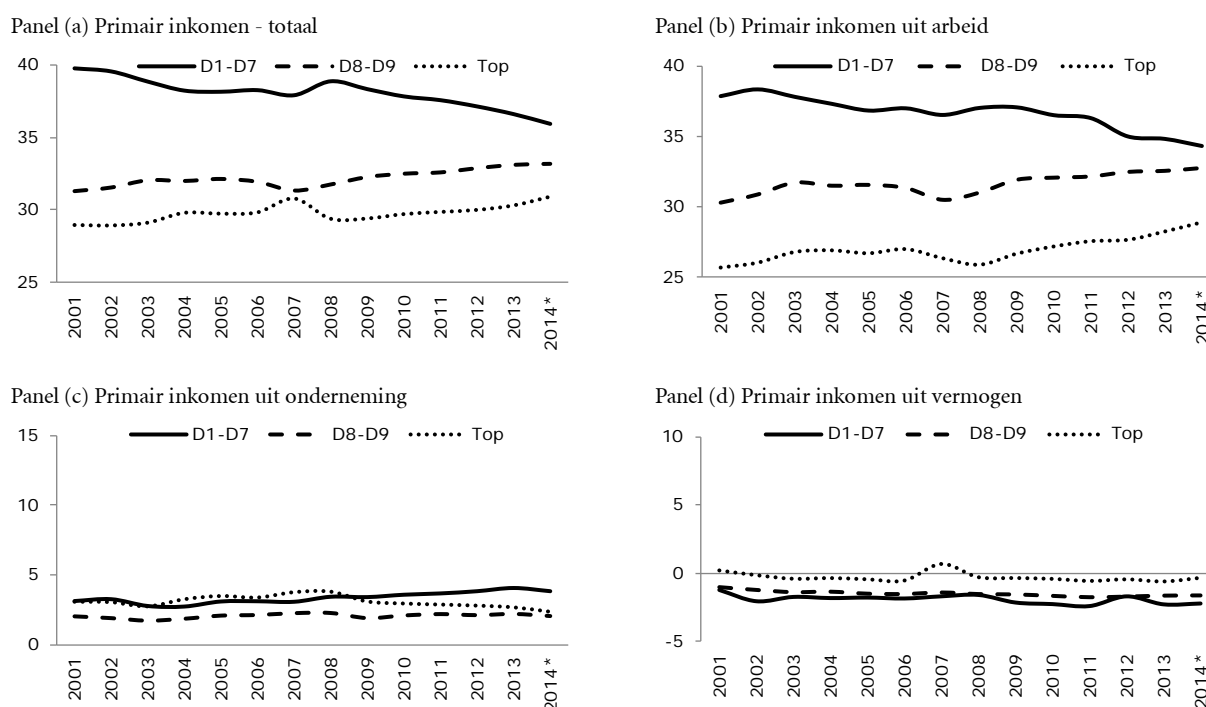 Panel (a) Primair inkomen - totaal
40
35
30
25
D1-D7 D8-D9 Top
2001 2002 2003 2004 2005 2006 2007 2008 2009 2010 2011 2012 2013 2014*
Panel (b) Primair inkomen uit arbeid
40
35
30
25
D1-D7 D8-D9 Top
2001 2002 2003 2004 2005 2006 2007 2008 2009 2010 2011 2012 2013 2014*
Panel (c) Primair inkomen uit onderneming
15
10
5
0
D1-D7 D8-D9 Top
2001 2002 2003 2004 2005 2006 2007 2008 2009 2010 2011 2012 2013 2014*
Panel (d) Primair inkomen uit vermogen
10
5
0
-5
D1-D7 D8-D9 Top
2001 2002 2003 2004 2005 2006 2007 2008 2009 2010 2011 2012 2013 2014*